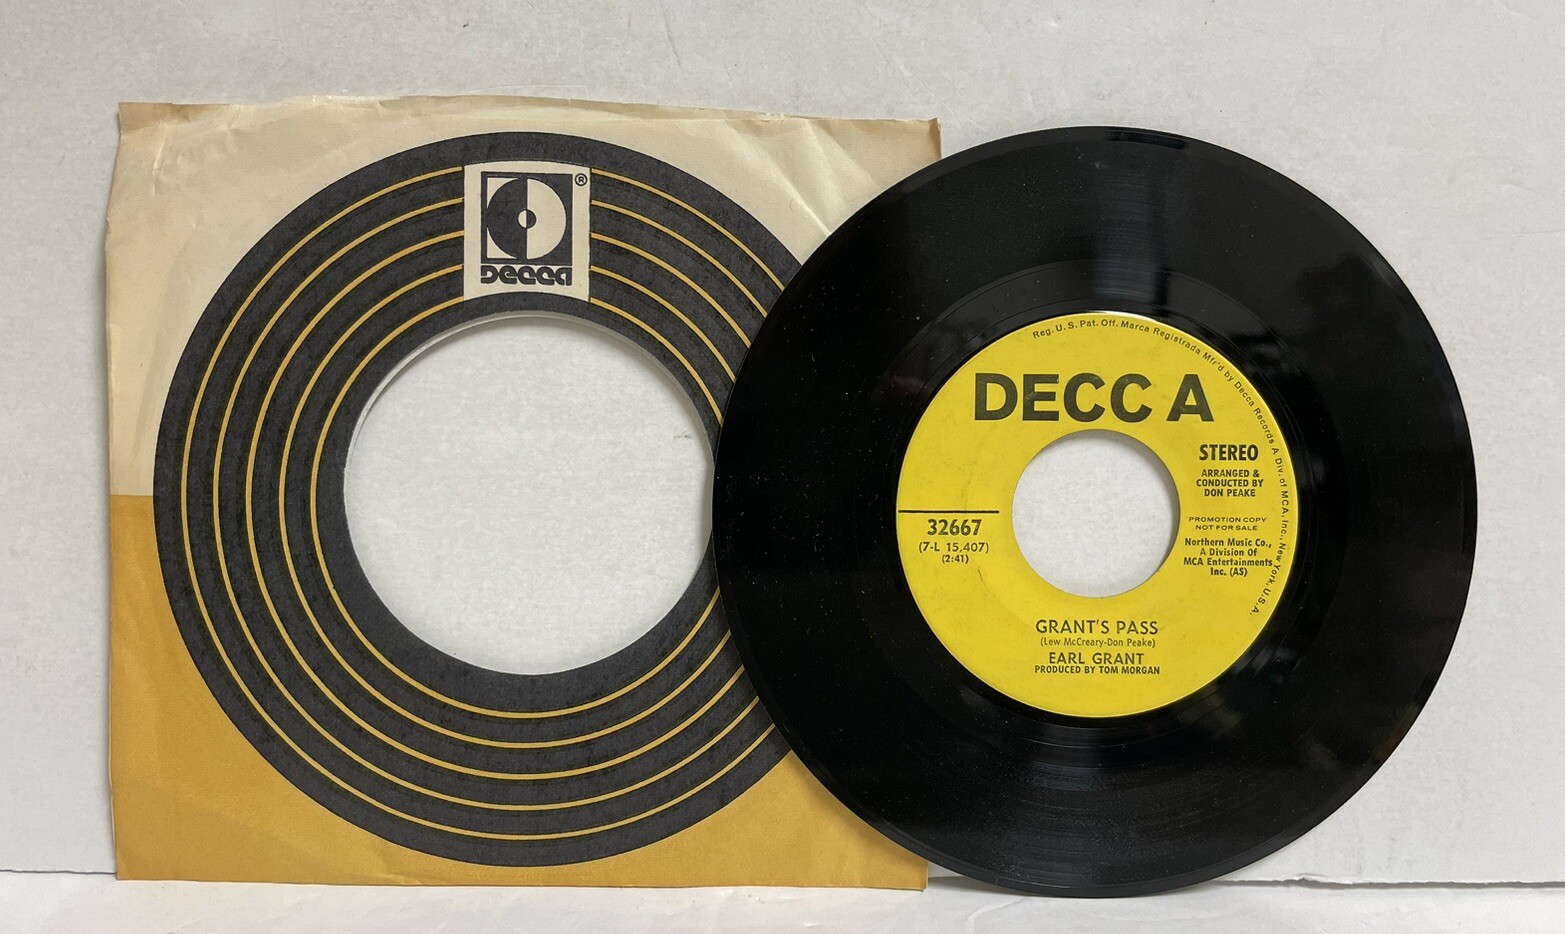 ®
DECCA
Reg. U.S. Pat. Off. Marca Registrada Mfr'd by Decca Records A Div. of MCA, Inc., New York, U.S.A.
DECCA
STEREO
ARRANGED &
CONDUCTED BY
DON PEAKE
PROMOTION COPY
NOT FOR SALE
Northern Music Co.,
A Division Of
MCA Entertainments
Inc. (AS)
32667
(7-L 15,407)
(2:41)
GRANT'S PASS
(Lew McCreary-Don Peake)
EARL GRANT
PRODUCED BY TOM MORGAN